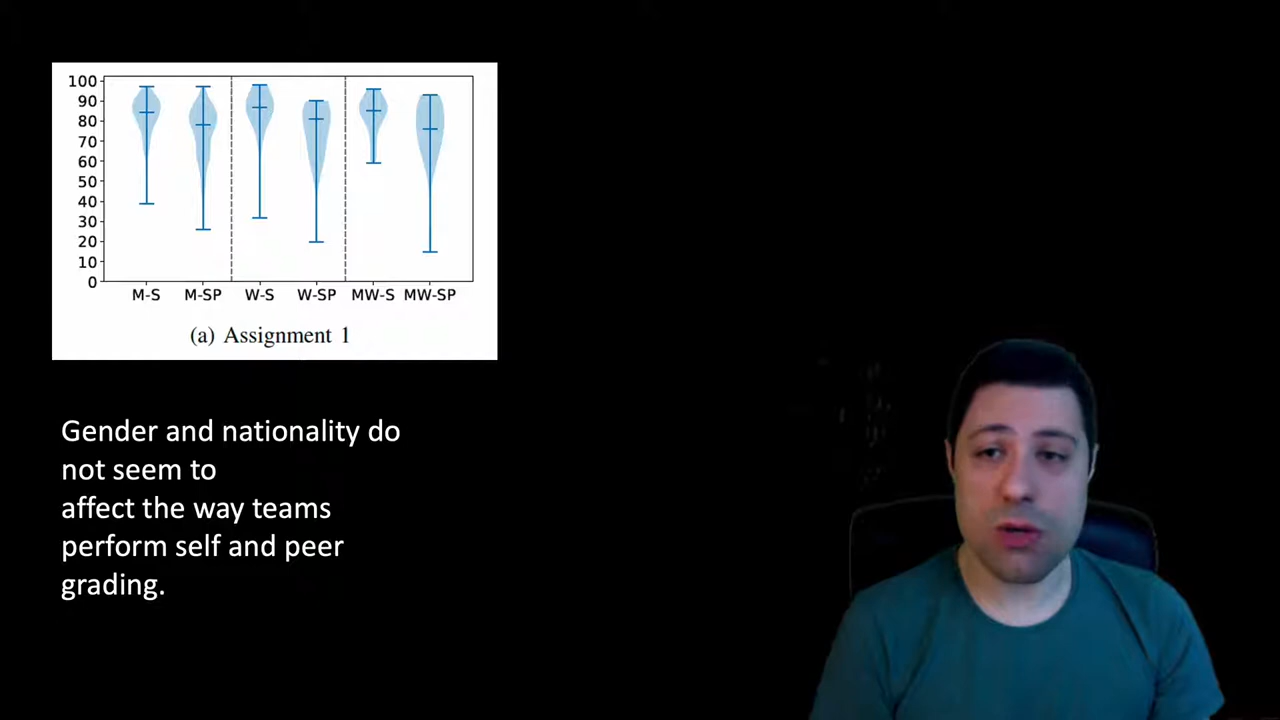 100
90
80
70
60
50
40
30
20
10
0
M-S M-SP W-S W-SP MW-S MW-SP
(a) Assignment 1
Gender and nationality do
not seem to
affect the way teams
perform self and peer
grading.